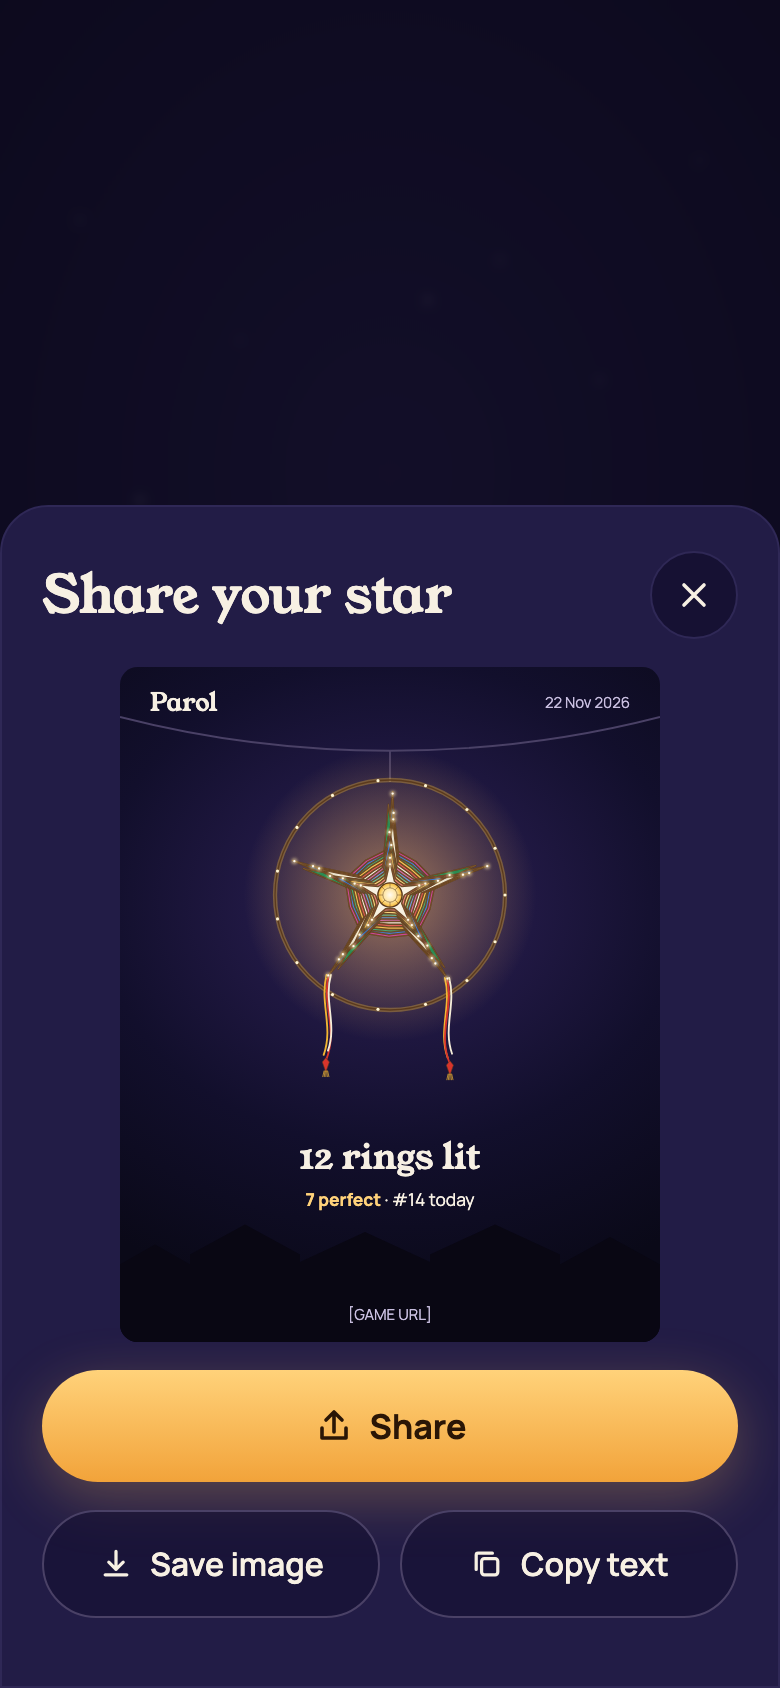 Share your star
Parol
22 Nov 2026
12 rings lit
7 perfect · #14 today
[GAME URL]
Share
Save image
Copy text